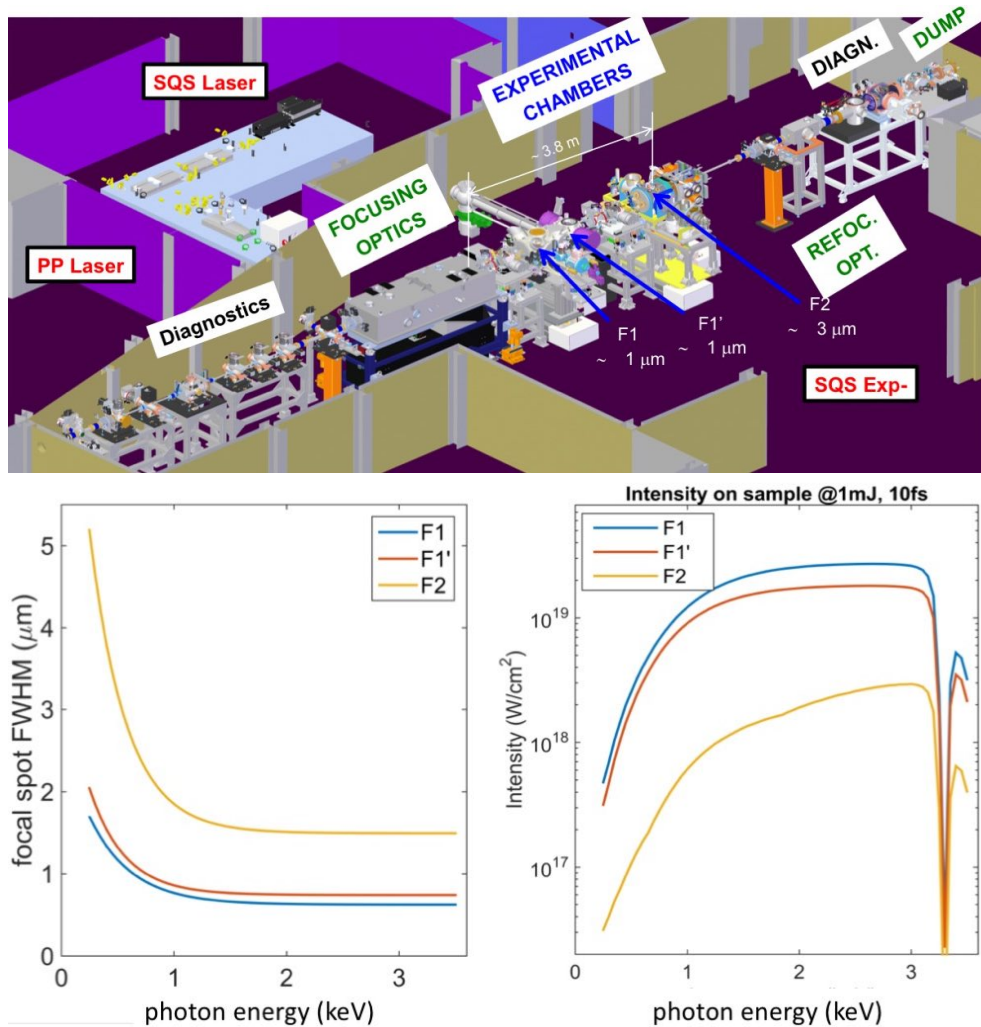 SQS Laser
PP Laser
Diagnostics
FOCUSING
OPTICS
EXPERIMENTAL
CHAMBERS
~ 3.8 m
DIAGN.
DUMP
REFOC.
OPT.
F1
~ 1 μm
F1'
~ 1 μm
F2
~ 3 μm
SQS Exp-
focal spot FWHM (μm)
5
4
3
2
1
0
0 1 2 3
photon energy (keV)
F1
F1'
F2
Intensity on sample @1mJ, 10fs
Intensity (W/cm²)
10¹⁹
10¹⁸
10¹⁷
0 1 2 3
photon energy (keV)
F1
F1'
F2